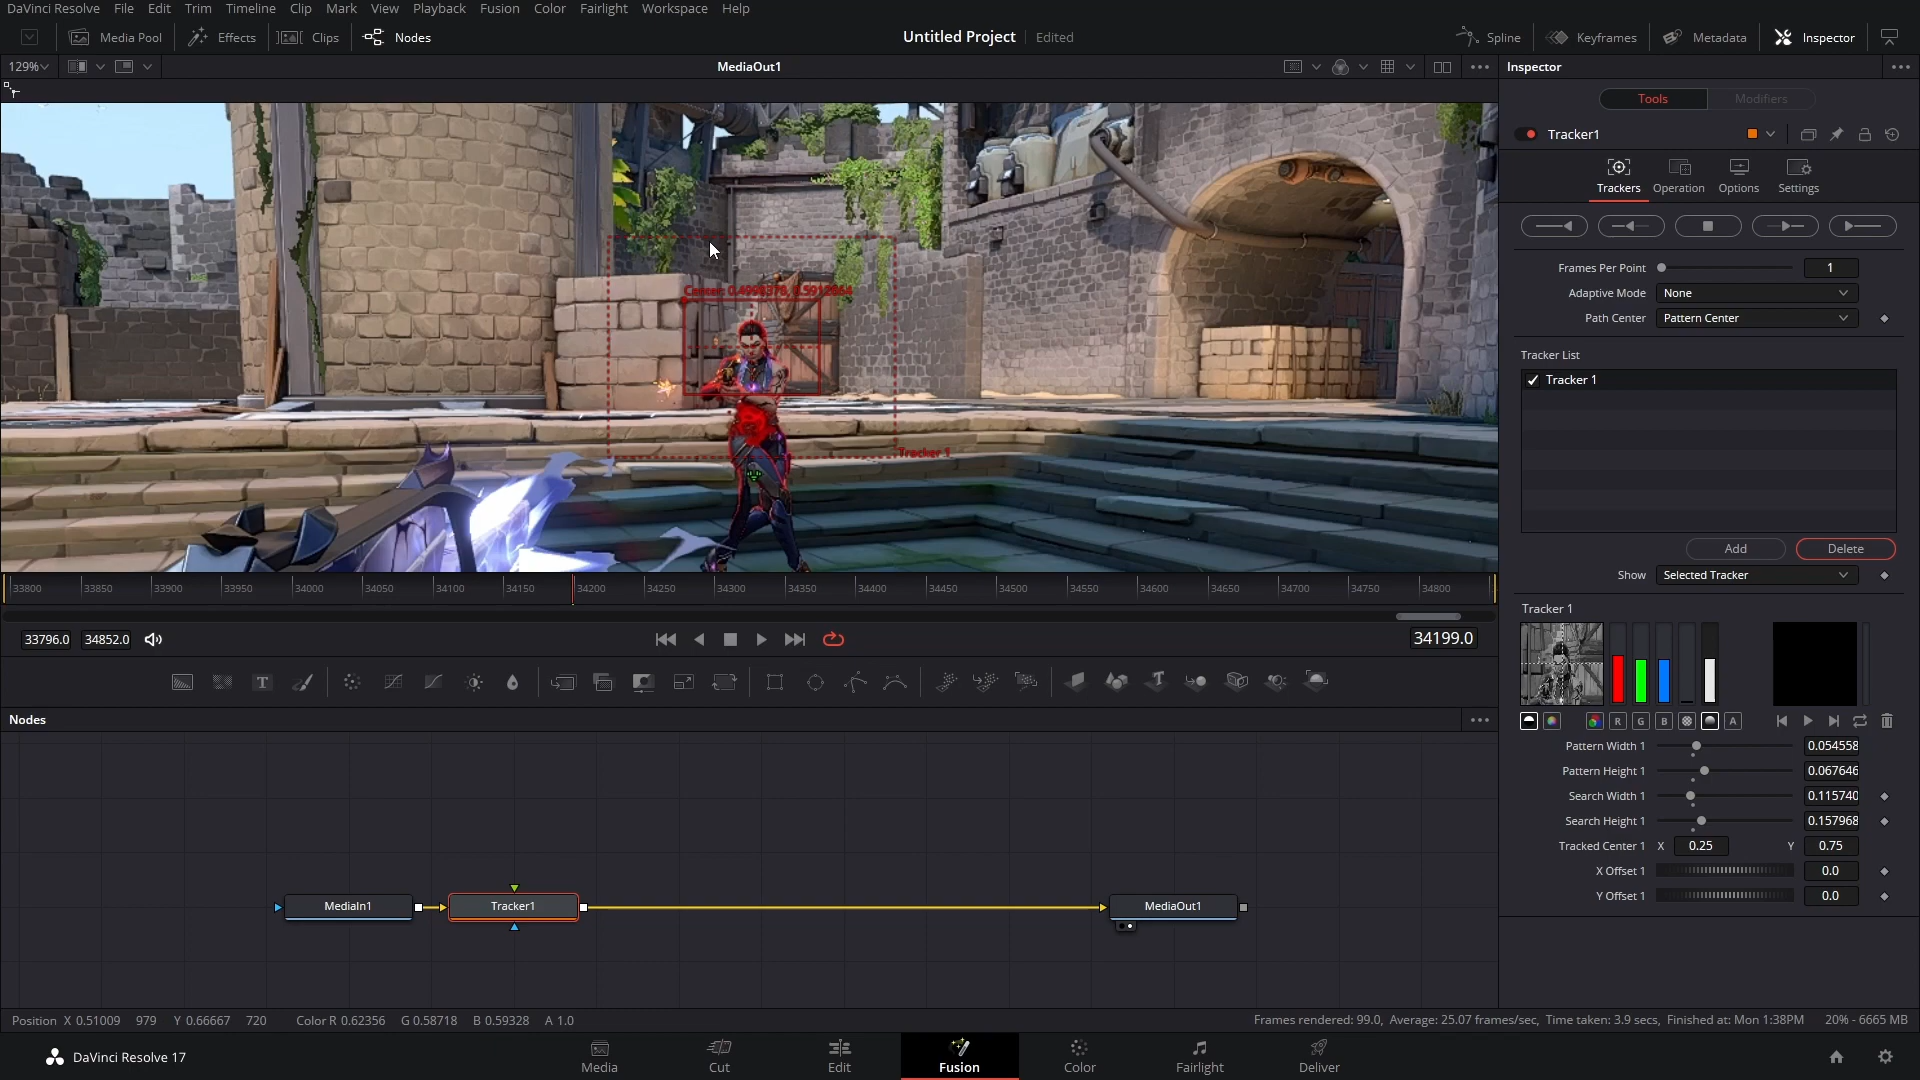 DaVinci Resolve File Edit Trim Timeline Clip Mark View Playback Fusion Color Fairlight Workspace Help
Media Pool Effects Clips Nodes Untitled Project Edited Spline Keyframes Metadata Inspector
129% MediaOut1 Inspector
Tools Modifiers
Tracker1
Trackers Operation Options Settings
Frames Per Point 1
Adaptive Mode None
Path Center Pattern Center
Tracker List
Tracker 1
Add Delete
Show Selected Tracker
Tracker 1
R G B A
Pattern Width 1 0.054558
Pattern Height 1 0.067646
Search Width 1 0.115740
Search Height 1 0.157968
Tracked Center 1 X 0.25 Y 0.75
X Offset 1 0.0
Y Offset 1 0.0
Tracker 1
33800 33850 33900 33950 34000 34050 34100 34150 34200 34250 34300 34350 34400 34450 34500 34550 34600 34650 34700 34750 34800
33796.0 34852.0 34199.0
T T
Nodes
MediaIn1 Tracker1 MediaOut1
Position X 0.51009 979 Y 0.66667 720 Color R 0.62356 G 0.58718 B 0.59328 A 1.0
Frames rendered: 99.0, Average: 25.07 frames/sec, Time taken: 3.9 secs, Finished at: Mon 1:38PM 20% - 6665 MB
DaVinci Resolve 17 Media Cut Edit Fusion Color Fairlight Deliver